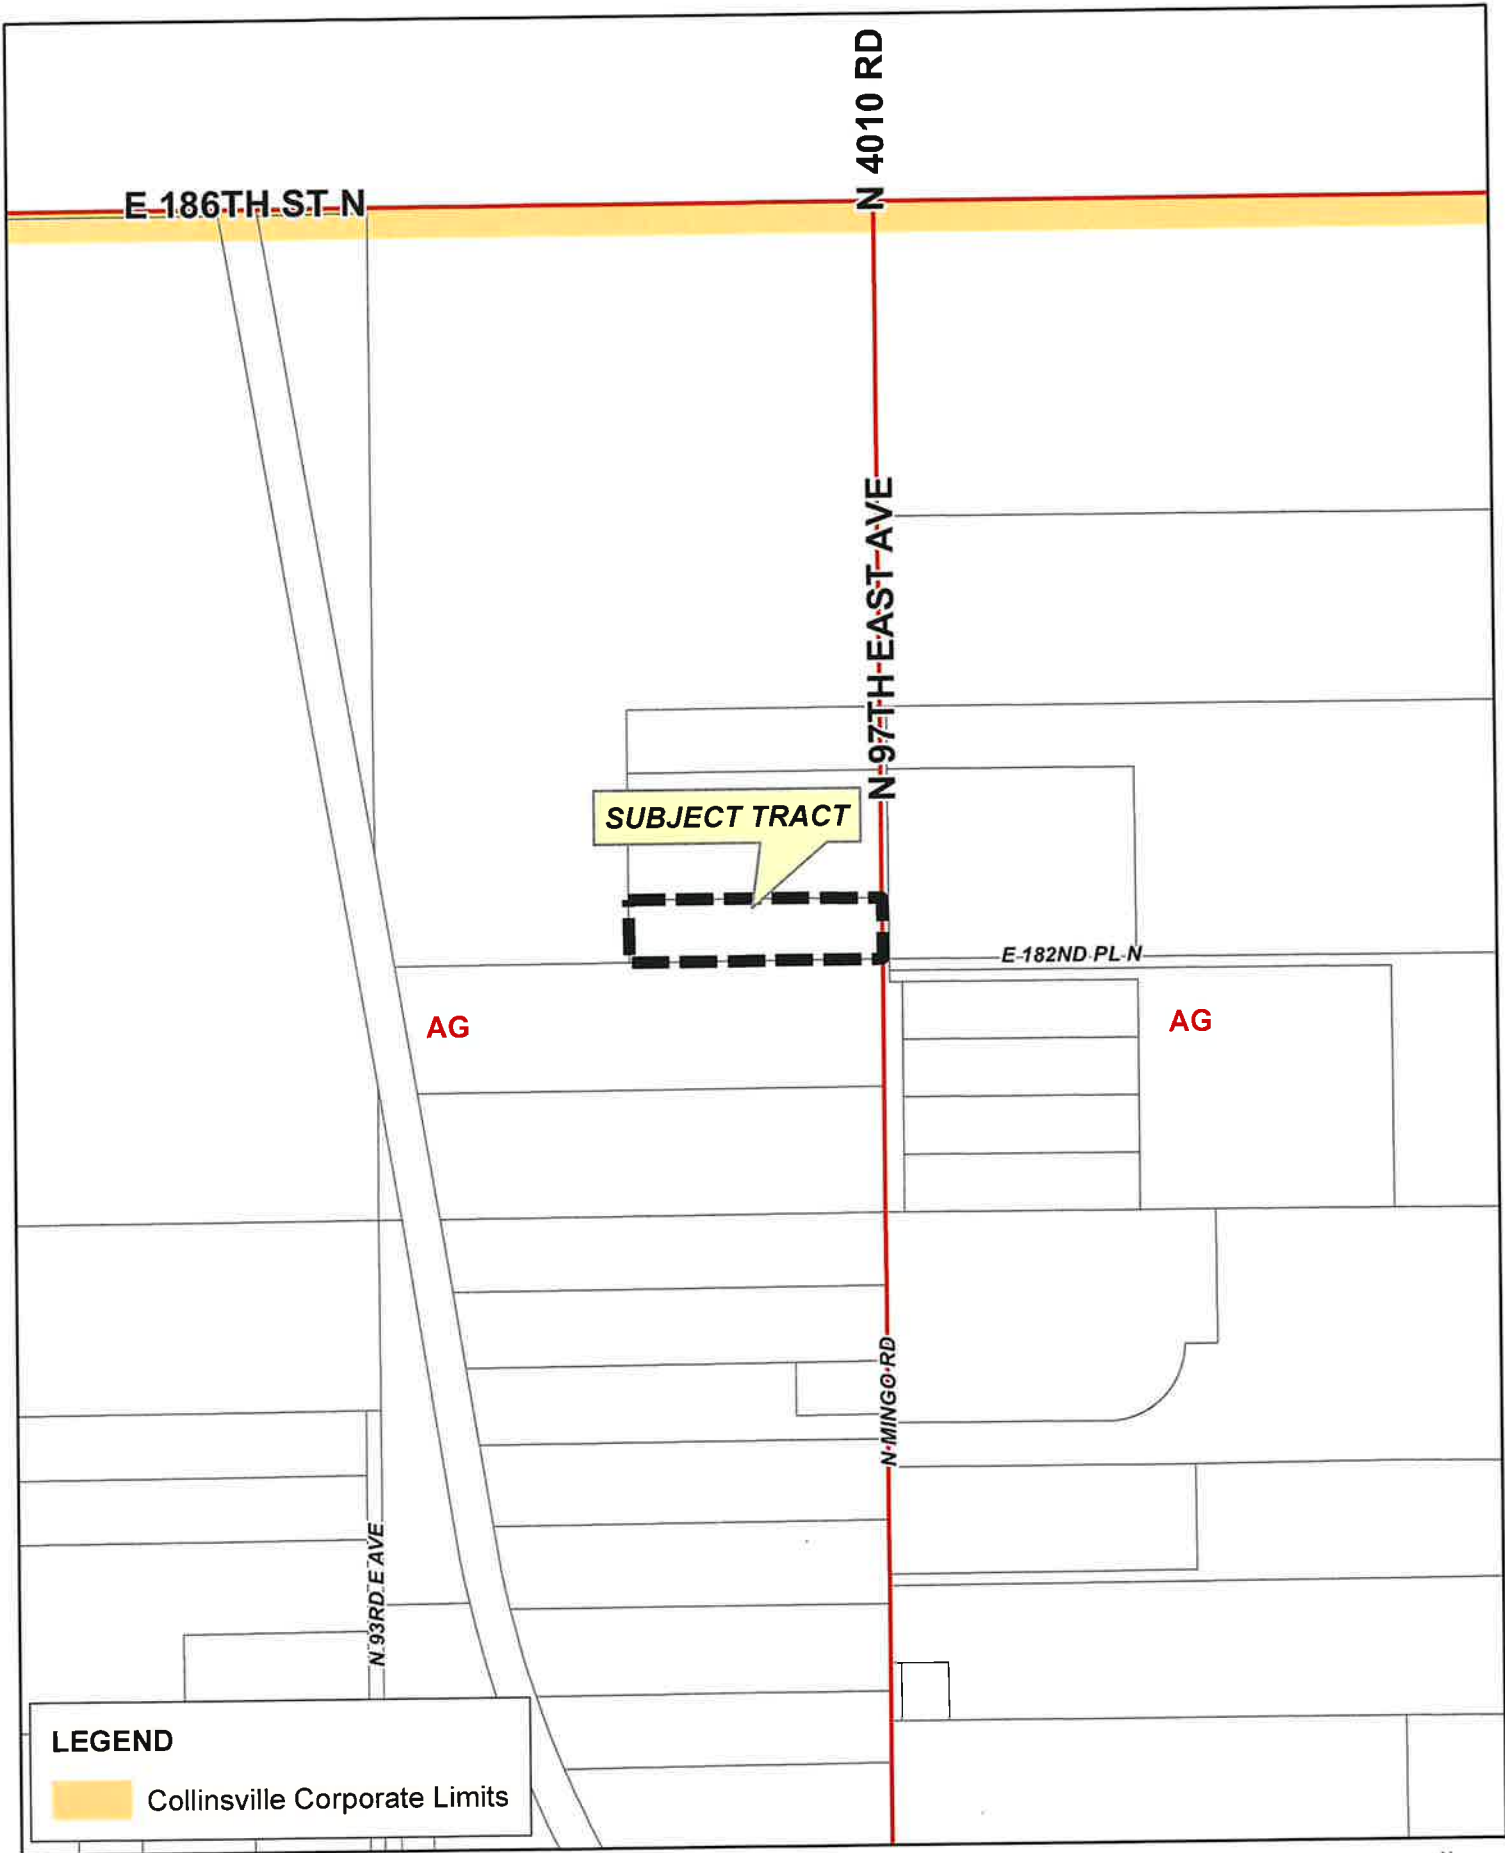 N 4010 RD
E 186TH ST N
N 97TH EAST AVE
SUBJECT TRACT
E 182ND PL N
AG
AG
N MINGO RD
N 93RD E AVE
LEGEND
Collinsville Corporate Limits